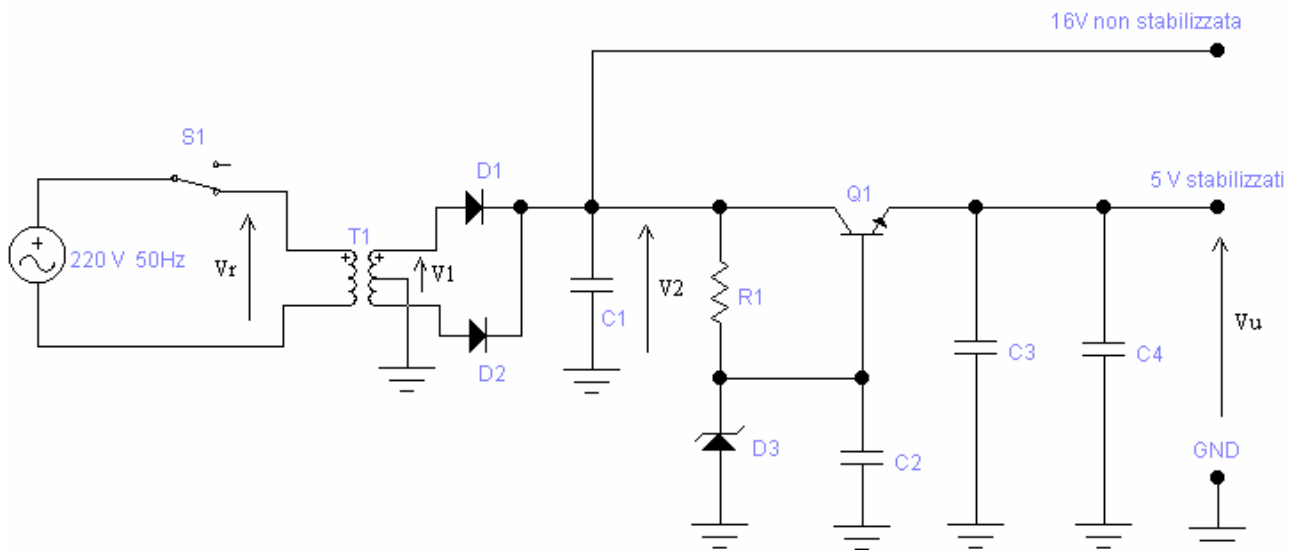 16V non stabilizzata
S1
D1
Q1
5 V stabilizzati
220 V 50Hz
Vr
T1
V1
C1
V2
R1
D2
C3
C4
Vu
D3
C2
GND